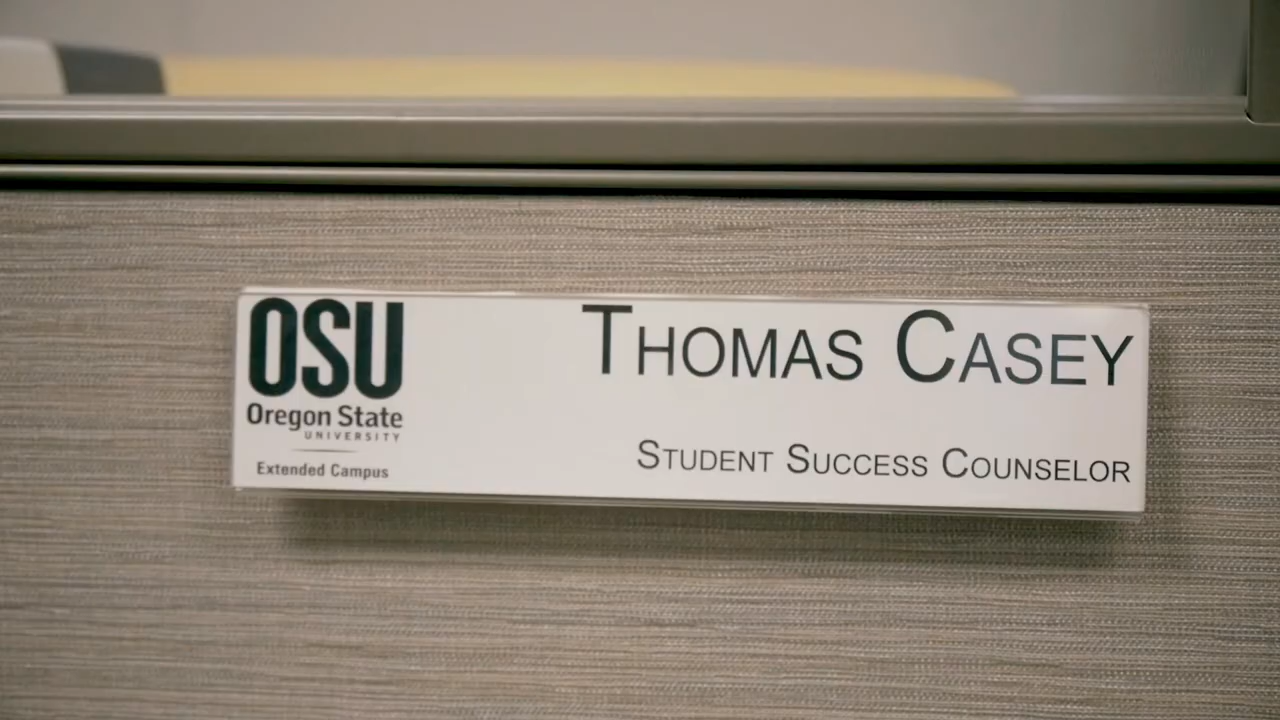 OSU
Oregon State
UNIVERSITY
Extended Campus
THOMAS CASEY
STUDENT SUCCESS COUNSELOR